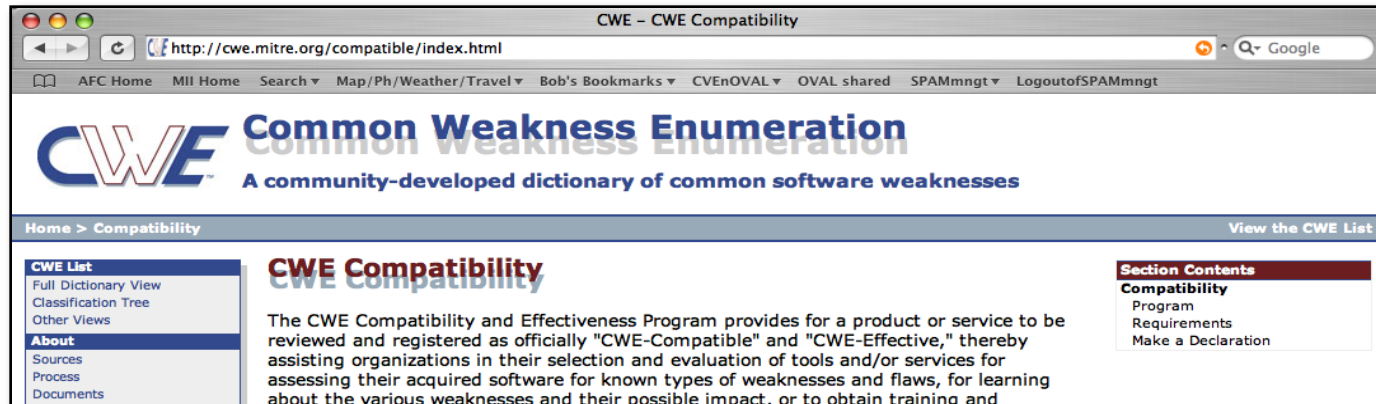 CWE – CWE Compatibility
http://cwe.mitre.org/compatible/index.html
Google
AFC Home MII Home Search Map/Ph/Weather/Travel Bob's Bookmarks CVEnOVAL OVAL shared SPAMmngt LogoutofSPAMmngt
CWE
Common Weakness Enumeration
A community-developed dictionary of common software weaknesses
Home > Compatibility
View the CWE List
CWE List
Full Dictionary View
Classification Tree
Other Views
About
Sources
Process
Documents
CWE Compatibility
The CWE Compatibility and Effectiveness Program provides for a product or service to be
reviewed and registered as officially "CWE-Compatible" and "CWE-Effective," thereby
assisting organizations in their selection and evaluation of tools and/or services for
assessing their acquired software for known types of weaknesses and flaws, for learning
about the various weaknesses and their possible impact, or to obtain training and
Section Contents
Compatibility
Program
Requirements
Make a Declaration